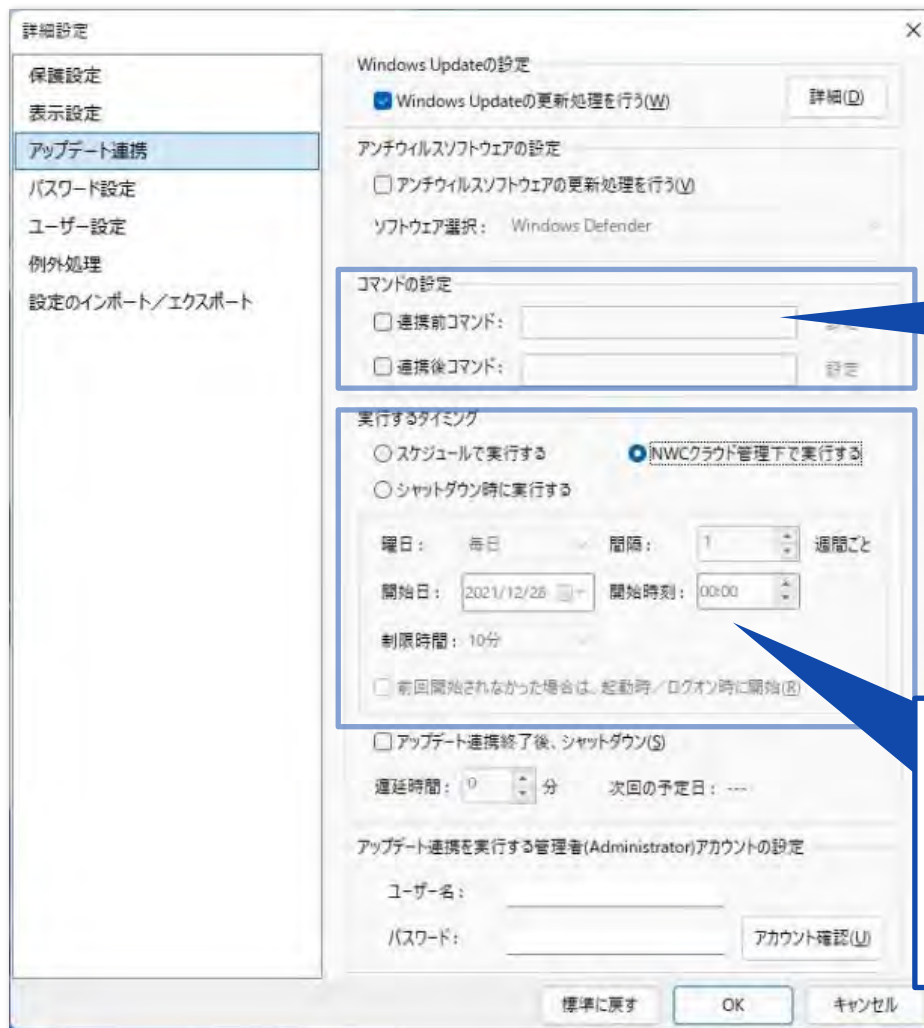 詳細設定
保護設定
表示設定
アップデート連携
パスワード設定
ユーザー設定
例外処理
設定のインポート／エクスポート
Windows Updateの設定
Windows Updateの更新処理を行う(W) 詳細(D)
アンチウィルスソフトウェアの設定
アンチウィルスソフトウェアの更新処理を行う(V)
ソフトウェア選択： Windows Defender
コマンドの設定
連携前コマンド：
連携後コマンド： 設定
実行するタイミング
スケジュールで実行する NWCクラウド管理下で実行する
シャットダウン時に実行する
曜日： 毎日 間隔： 1 週間ごと
開始日： 2021/12/28 開始時刻： 00:00
制限時間： 10分
前回開始されなかった場合は、起動時／ログオン時に開始(R)
アップデート連携終了後、シャットダウン(S)
遅延時間： 0 分 次回の予定日： ---
アップデート連携を実行する管理者(Administrator)アカウントの設定
ユーザー名：
パスワード： アカウント確認(U)
標準に戻す OK キャンセル